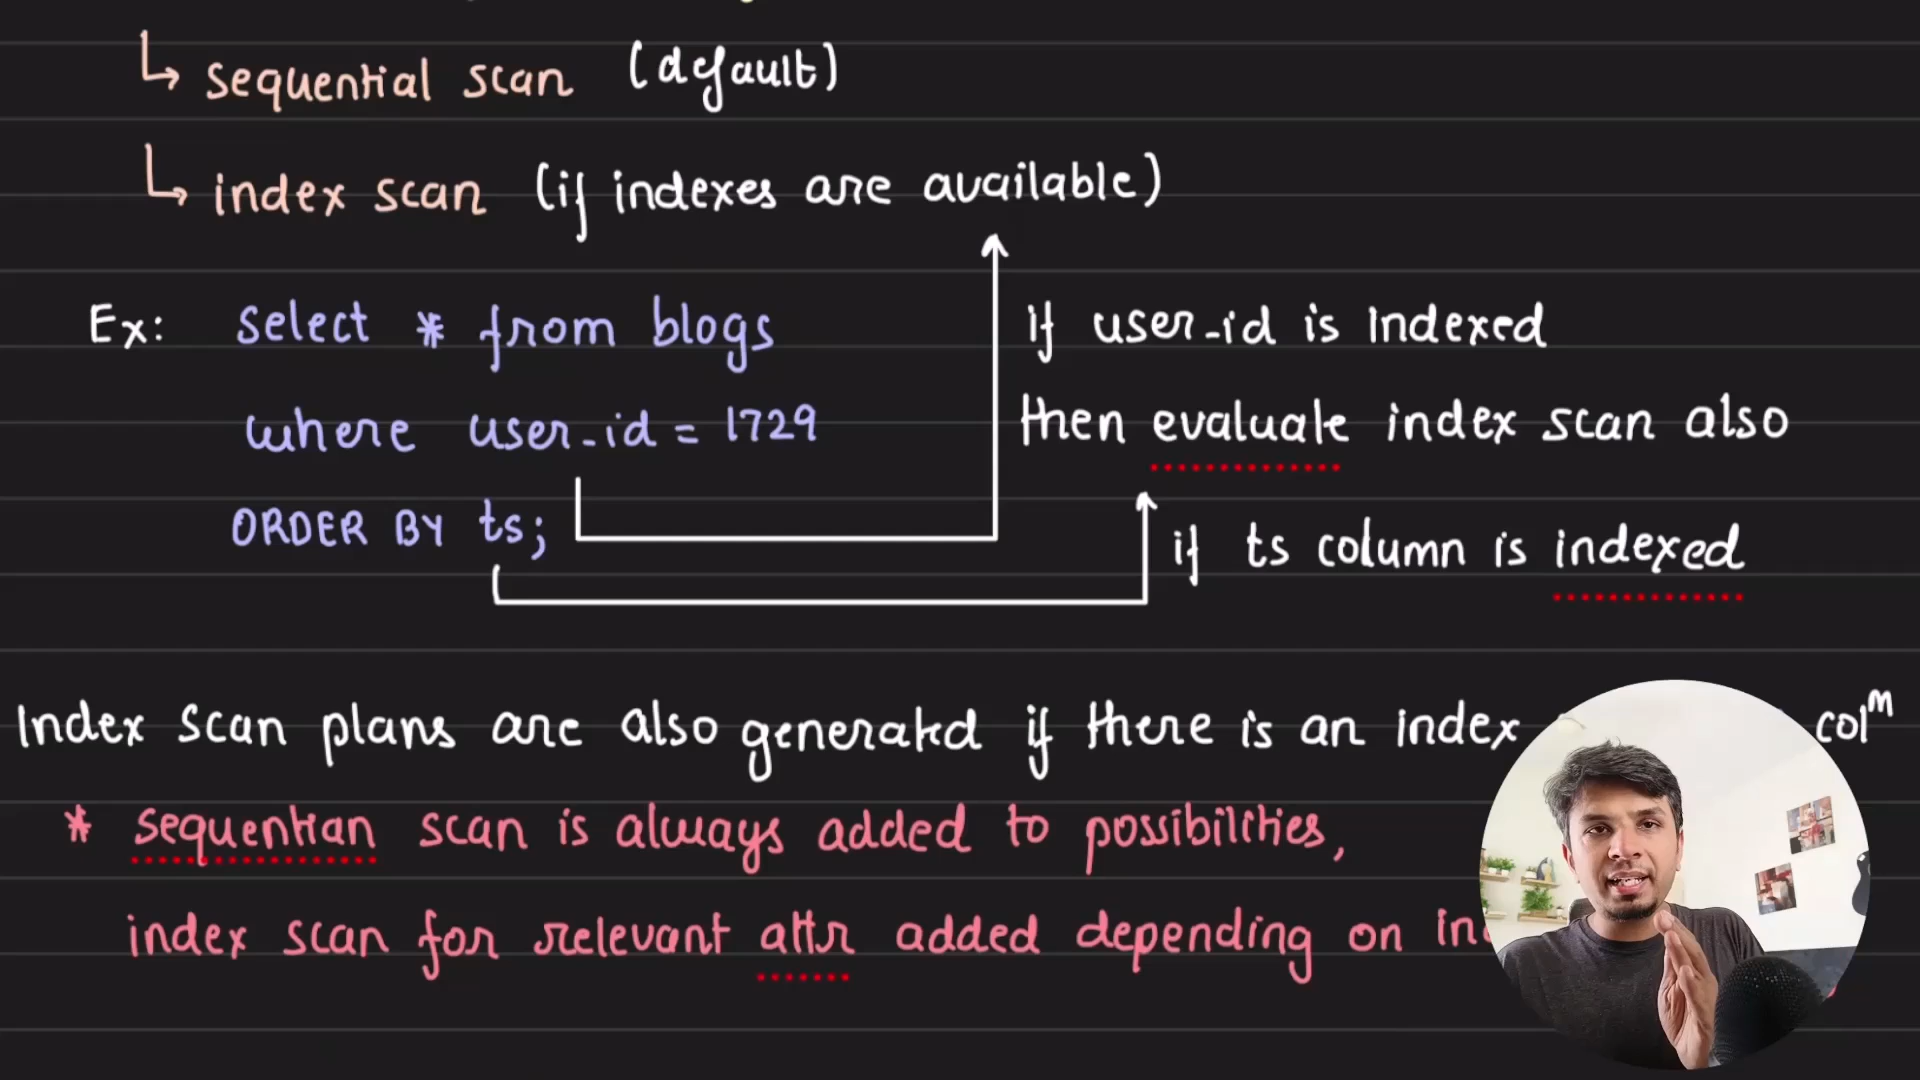 ↳ sequential scan (default)
↳ index scan (if indexes are available)
Ex: select * from blogs
where user_id = 1729
ORDER BY ts;
if user_id is indexed
then evaluate index scan also
if ts column is indexed
Index scan plans are also generated if there is an index colᵐ
* sequential scan is always added to possibilities,
index scan for relevant attr added depending on